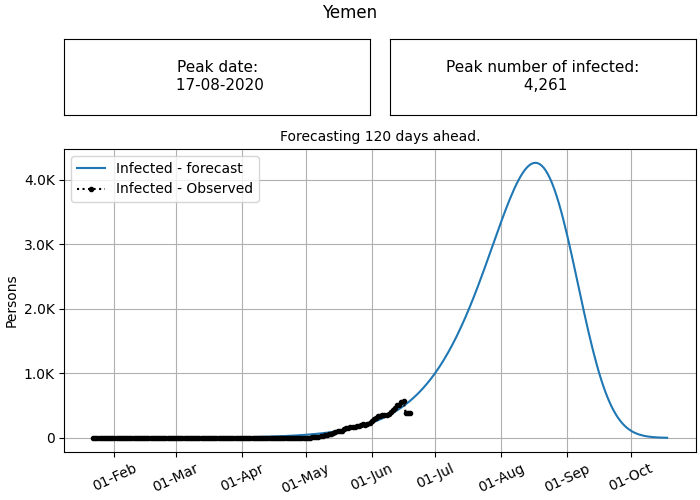 Yemen
Peak date:
17-08-2020
Peak number of infected:
4,261
Forecasting 120 days ahead.
Infected - forecast
Infected - Observed
4.0K
3.0K
2.0K
1.0K
0
Persons
01-Feb
01-Mar
01-Apr
01-May
01-Jun
01-Jul
01-Aug
01-Sep
01-Oct